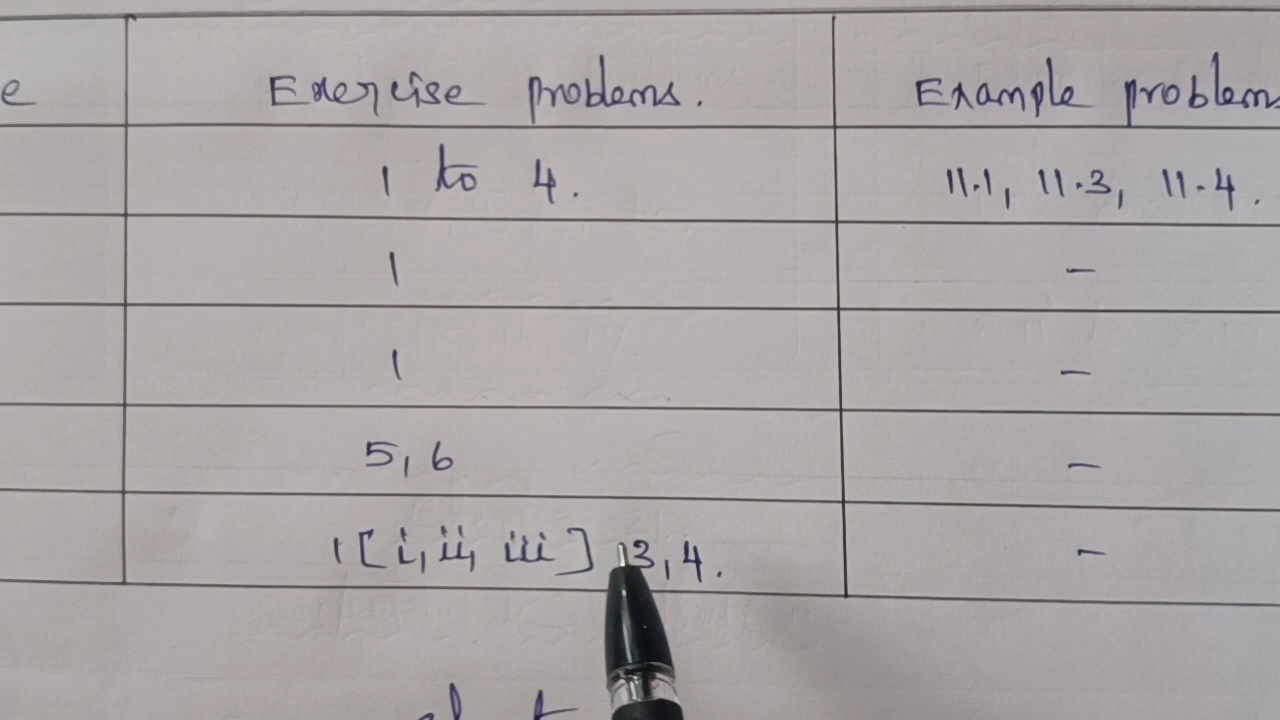 e Exercise problems. Example problem
1 to 4. 11.1, 11.3, 11.4.
1 -
1 -
5, 6 -
1 [i, ii, iii] 3, 4. -